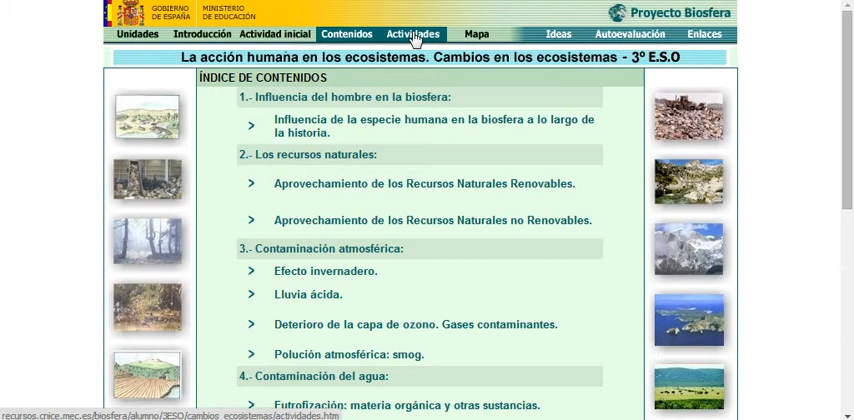 GOBIERNO
DE ESPAÑA
MINISTERIO
DE EDUCACIÓN
Proyecto Biosfera
Unidades Introducción Actividad inicial Contenidos Actividades Mapa Ideas Autoevaluación Enlaces
La acción humana en los ecosistemas. Cambios en los ecosistemas - 3º E.S.O
ÍNDICE DE CONTENIDOS
1.- Influencia del hombre en la biosfera:
Influencia de la especie humana en la biosfera a lo largo de
la historia.
2.- Los recursos naturales:
Aprovechamiento de los Recursos Naturales Renovables.
Aprovechamiento de los Recursos Naturales no Renovables.
3.- Contaminación atmosférica:
Efecto invernadero.
Lluvia ácida.
Deterioro de la capa de ozono. Gases contaminantes.
Polución atmosférica: smog.
4.- Contaminación del agua:
Eutrofización: materia orgánica y otras sustancias.
recursos.cnice.mec.es/biosfera/alumno/3ESO/cambios_ecosistemas/actividades.htm